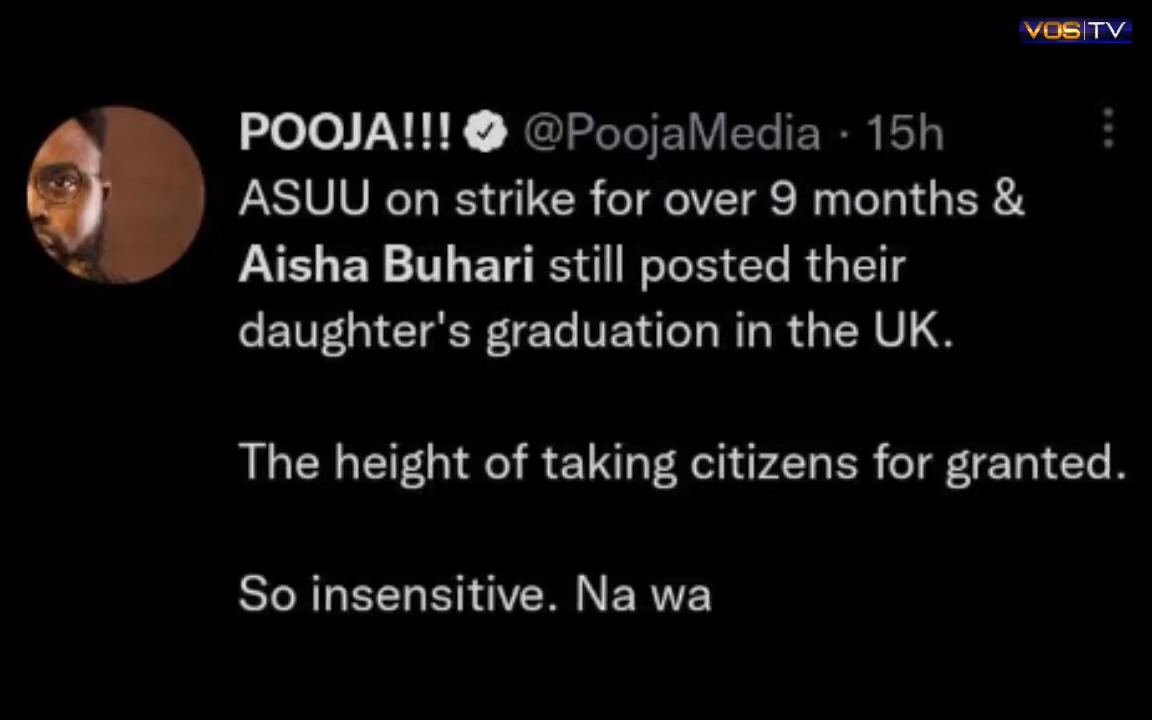 VOS TV
POOJA!!! @PoojaMedia · 15h
ASUU on strike for over 9 months &
Aisha Buhari still posted their
daughter's graduation in the UK.
The height of taking citizens for granted.
So insensitive. Na wa